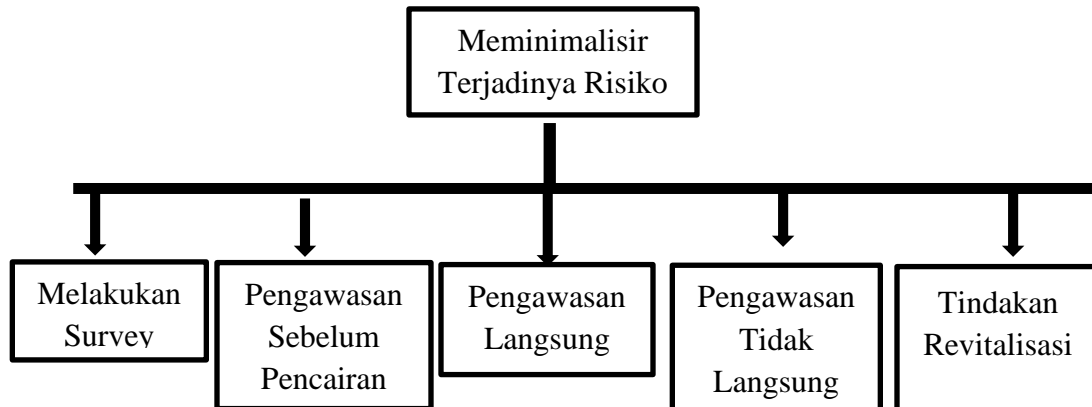 Meminimalisir
Terjadinya Risiko
Melakukan
Survey
Pengawasan
Sebelum
Pencairan
Pengawasan
Langsung
Pengawasan
Tidak
Langsung
Tindakan
Revitalisasi